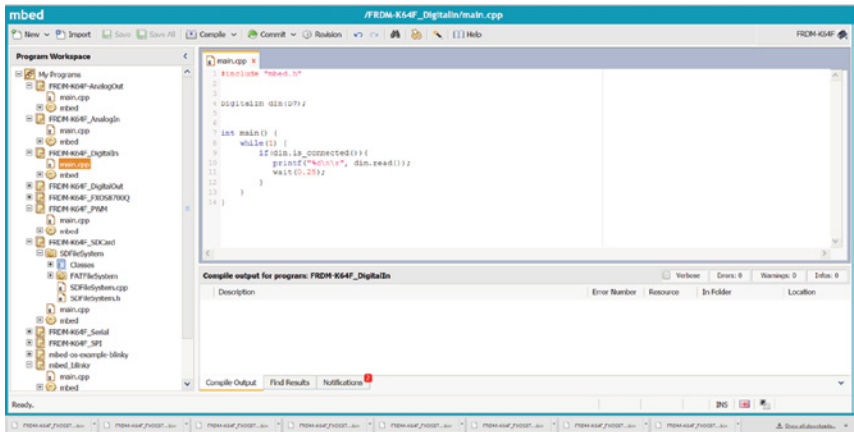 mbed
/FRDM-K64F_DigitalIn/main.cpp
New Import Save Save All Compile Commit Revision Help FRDM-K64F
Program Workspace
My Programs
FRDM-K64F-AnalogOut
main.cpp
mbed
FRDM-K64F_AnalogIn
main.cpp
mbed
FRDM-K64F_DigitalIn
main.cpp
FRDM-K64F_DigitalOut
FRDM-K64F_FXOS8700Q
FRDM-K64F_PWM
main.cpp
mbed
FRDM-K64F_SDCard
SDFileSystem
Classes
FATFileSystem
SDFileSystem.cpp
SDFileSystem.h
main.cpp
mbed
FRDM-K64F_Serial
FRDM-K64F_SPI
mbed-os-example-blinky
mbed_blinky
main.cpp
mbed
main.cpp x
1 #include "mbed.h"
2
3
4 DigitalIn din(D7);
5
6
7 int main() {
8 while(1) {
9 if(din.is_connected()){
10 printf("%d\n\r", din.read());
11 wait(0.25);
12 }
13 }
14 }
Compile output for program: FRDM-K64F_DigitalIn Verbose Errors: 0 Warnings: 0 Infos: 0
Description Error Number Resource In Folder Location
Compile Output Find Results Notifications 2
Ready. INS
Show all downloads...